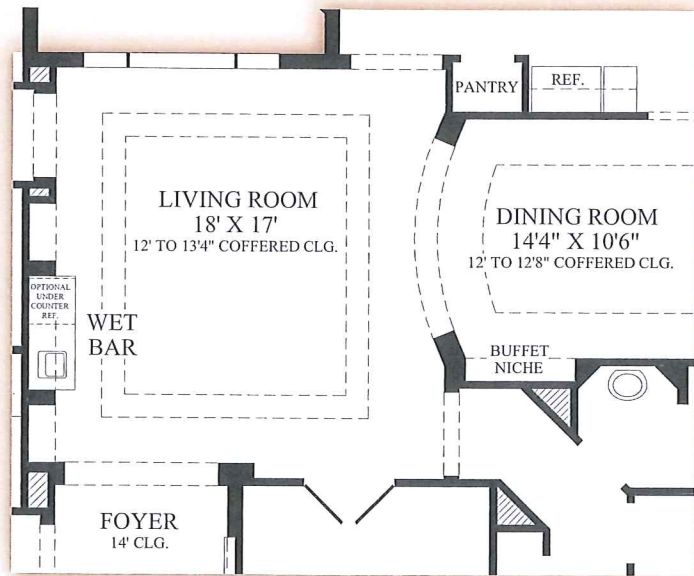 PANTRY
REF.
LIVING ROOM
18' X 17'
12' TO 13'4" COFFERED CLG.
DINING ROOM
14'4" X 10'6"
12' TO 12'8" COFFERED CLG.
OPTIONAL
UNDER
COUNTER
REF.
WET
BAR
BUFFET
NICHE
FOYER
14' CLG.